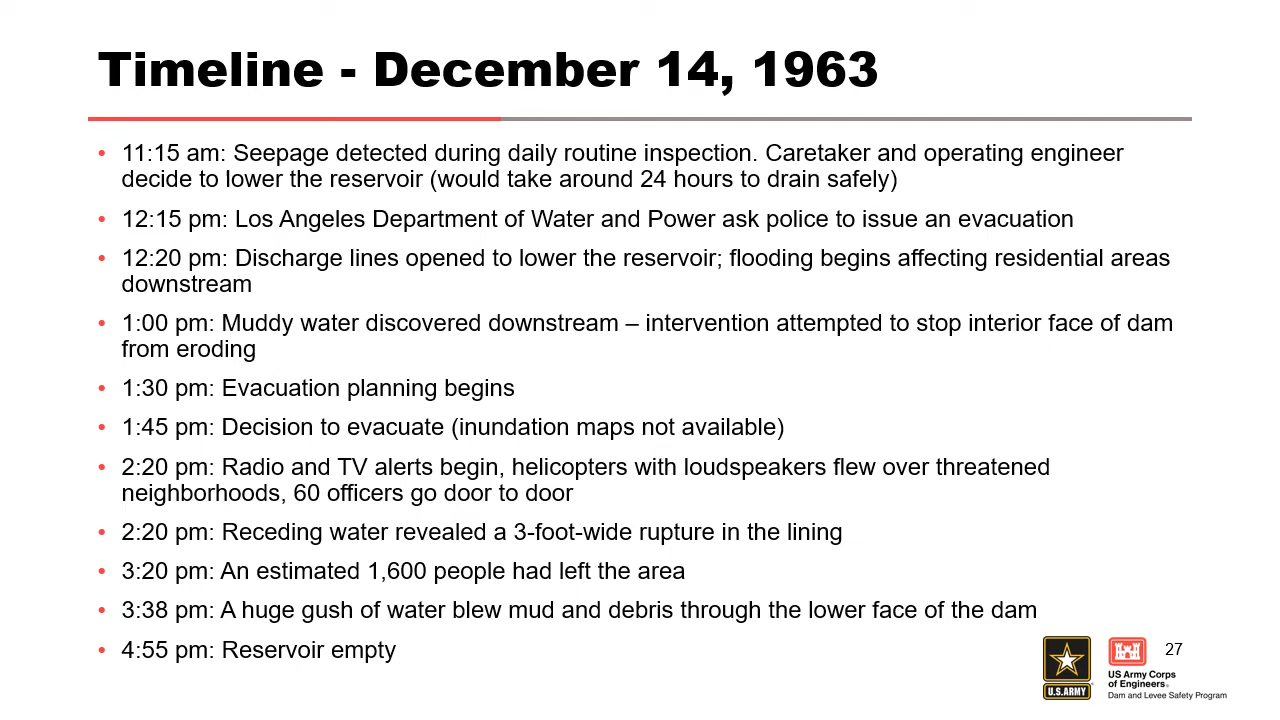 Timeline - December 14, 1963
• 11:15 am: Seepage detected during daily routine inspection. Caretaker and operating engineer
decide to lower the reservoir (would take around 24 hours to drain safely)
• 12:15 pm: Los Angeles Department of Water and Power ask police to issue an evacuation
• 12:20 pm: Discharge lines opened to lower the reservoir; flooding begins affecting residential areas
downstream
• 1:00 pm: Muddy water discovered downstream – intervention attempted to stop interior face of dam
from eroding
• 1:30 pm: Evacuation planning begins
• 1:45 pm: Decision to evacuate (inundation maps not available)
• 2:20 pm: Radio and TV alerts begin, helicopters with loudspeakers flew over threatened
neighborhoods, 60 officers go door to door
• 2:20 pm: Receding water revealed a 3-foot-wide rupture in the lining
• 3:20 pm: An estimated 1,600 people had left the area
• 3:38 pm: A huge gush of water blew mud and debris through the lower face of the dam
• 4:55 pm: Reservoir empty
U.S.ARMY
US Army Corps
of Engineers®
Dam and Levee Safety Program
27